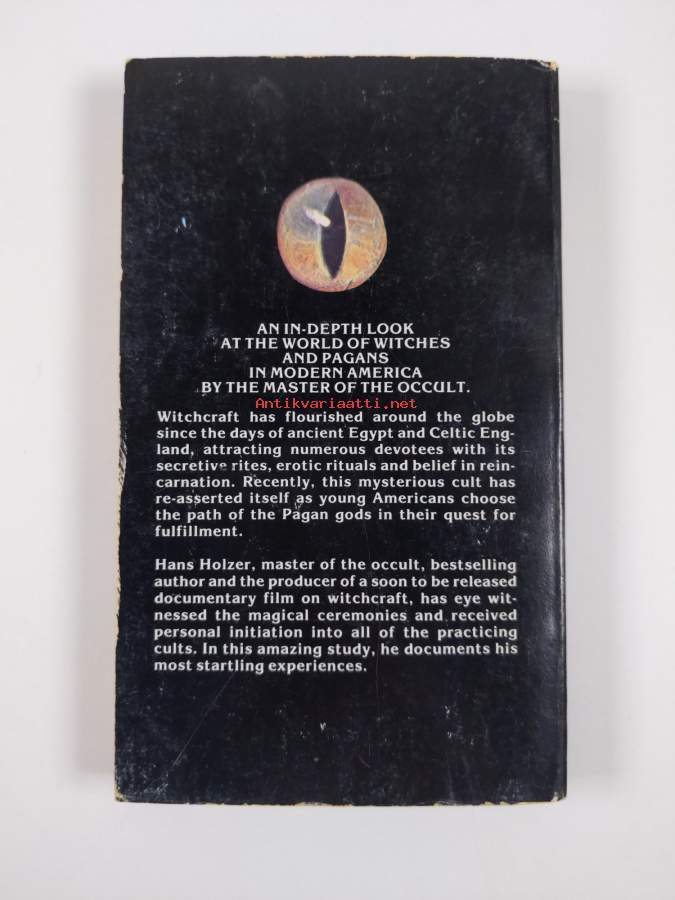 AN IN-DEPTH LOOK
AT THE WORLD OF WITCHES
AND PAGANS
IN MODERN AMERICA
BY THE MASTER OF THE OCCULT.
Antikvariaatti.net
Witchcraft has flourished around the globe
since the days of ancient Egypt and Celtic Eng-
land, attracting numerous devotees with its
secretive rites, erotic rituals and belief in rein-
carnation. Recently, this mysterious cult has
re-asserted itself as young Americans choose
the path of the Pagan gods in their quest for
fulfillment.
Hans Holzer, master of the occult, bestselling
author and the producer of a soon to be released
documentary film on witchcraft, has eye wit-
nessed the magical ceremonies and received
personal initiation into all of the practicing
cults. In this amazing study, he documents his
most startling experiences.